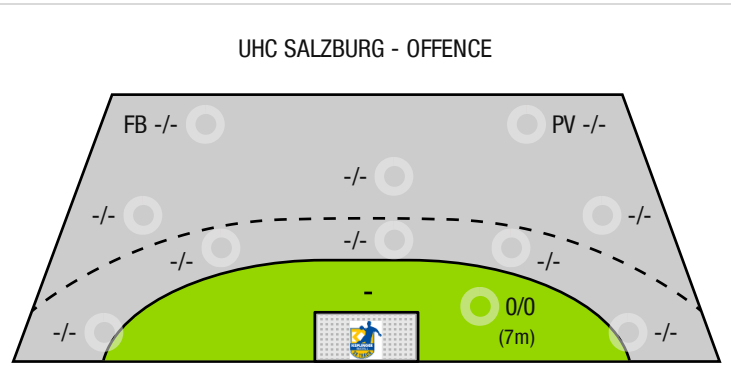 UHC SALZBURG - OFFENCE
FB -/- PV -/-
-/-
-/- -/-
-/-
-/- -/-
-
0/0
-/- (7m) -/-